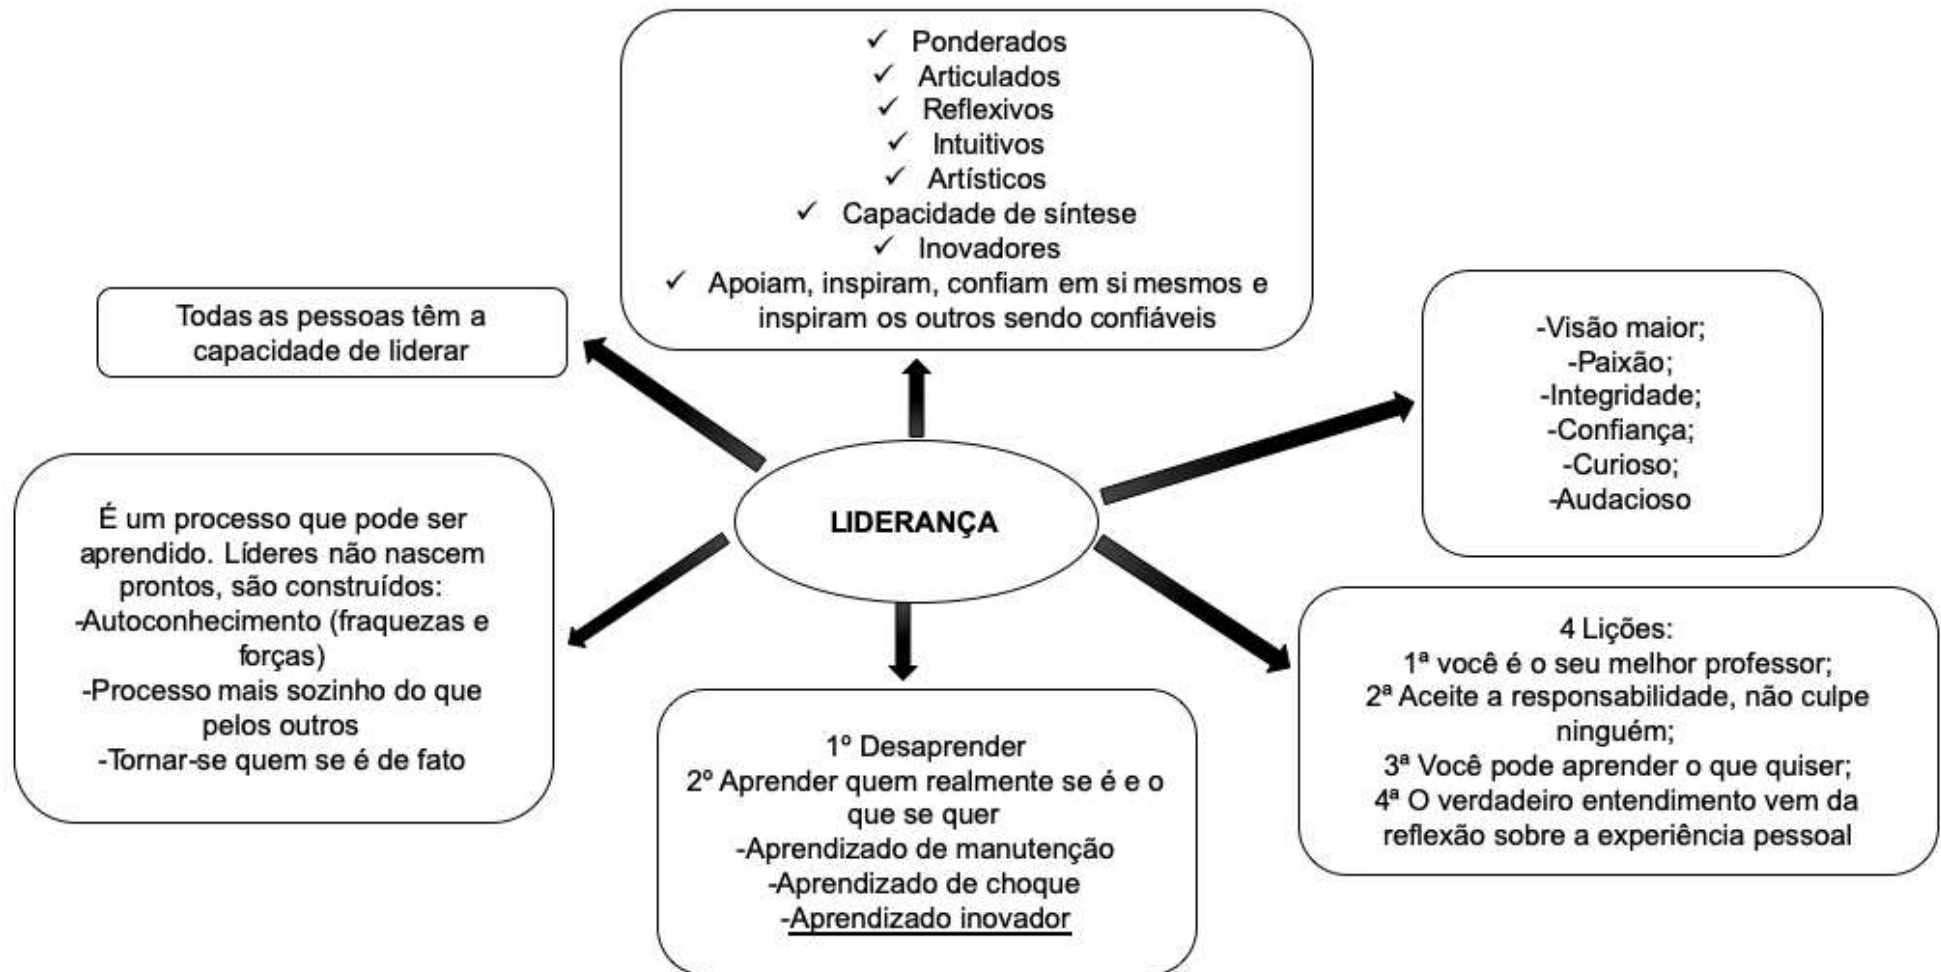 ✓ Ponderados
✓ Articulados
✓ Reflexivos
✓ Intuitivos
✓ Artísticos
✓ Capacidade de síntese
✓ Inovadores
✓ Apoiam, inspiram, confiam em si mesmos e
inspiram os outros sendo confiáveis
Todas as pessoas têm a
capacidade de liderar
-Visão maior;
-Paixão;
-Integridade;
-Confiança;
-Curioso;
-Audacioso
LIDERANÇA
É um processo que pode ser
aprendido. Líderes não nascem
prontos, são construídos:
-Autoconhecimento (fraquezas e
forças)
-Processo mais sozinho do que
pelos outros
-Tornar-se quem se é de fato
1º Desaprender
2º Aprender quem realmente se é e o
que se quer
-Aprendizado de manutenção
-Aprendizado de choque
-Aprendizado inovador
4 Lições:
1ª você é o seu melhor professor;
2ª Aceite a responsabilidade, não culpe
ninguém;
3ª Você pode aprender o que quiser;
4ª O verdadeiro entendimento vem da
reflexão sobre a experiência pessoal